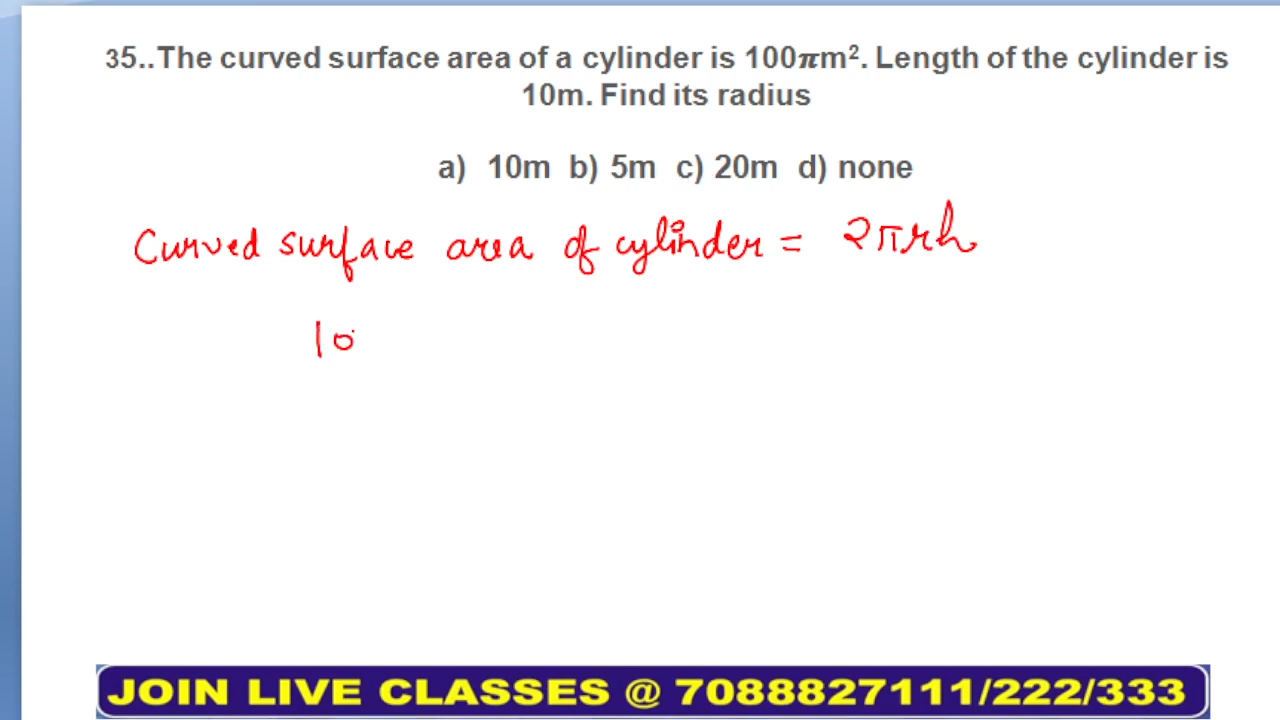 35..The curved surface area of a cylinder is 100πm². Length of the cylinder is
10m. Find its radius
a) 10m b) 5m c) 20m d) none
Curved surface area of cylinder = 2πrh
10
JOIN LIVE CLASSES @ 7088827111/222/333